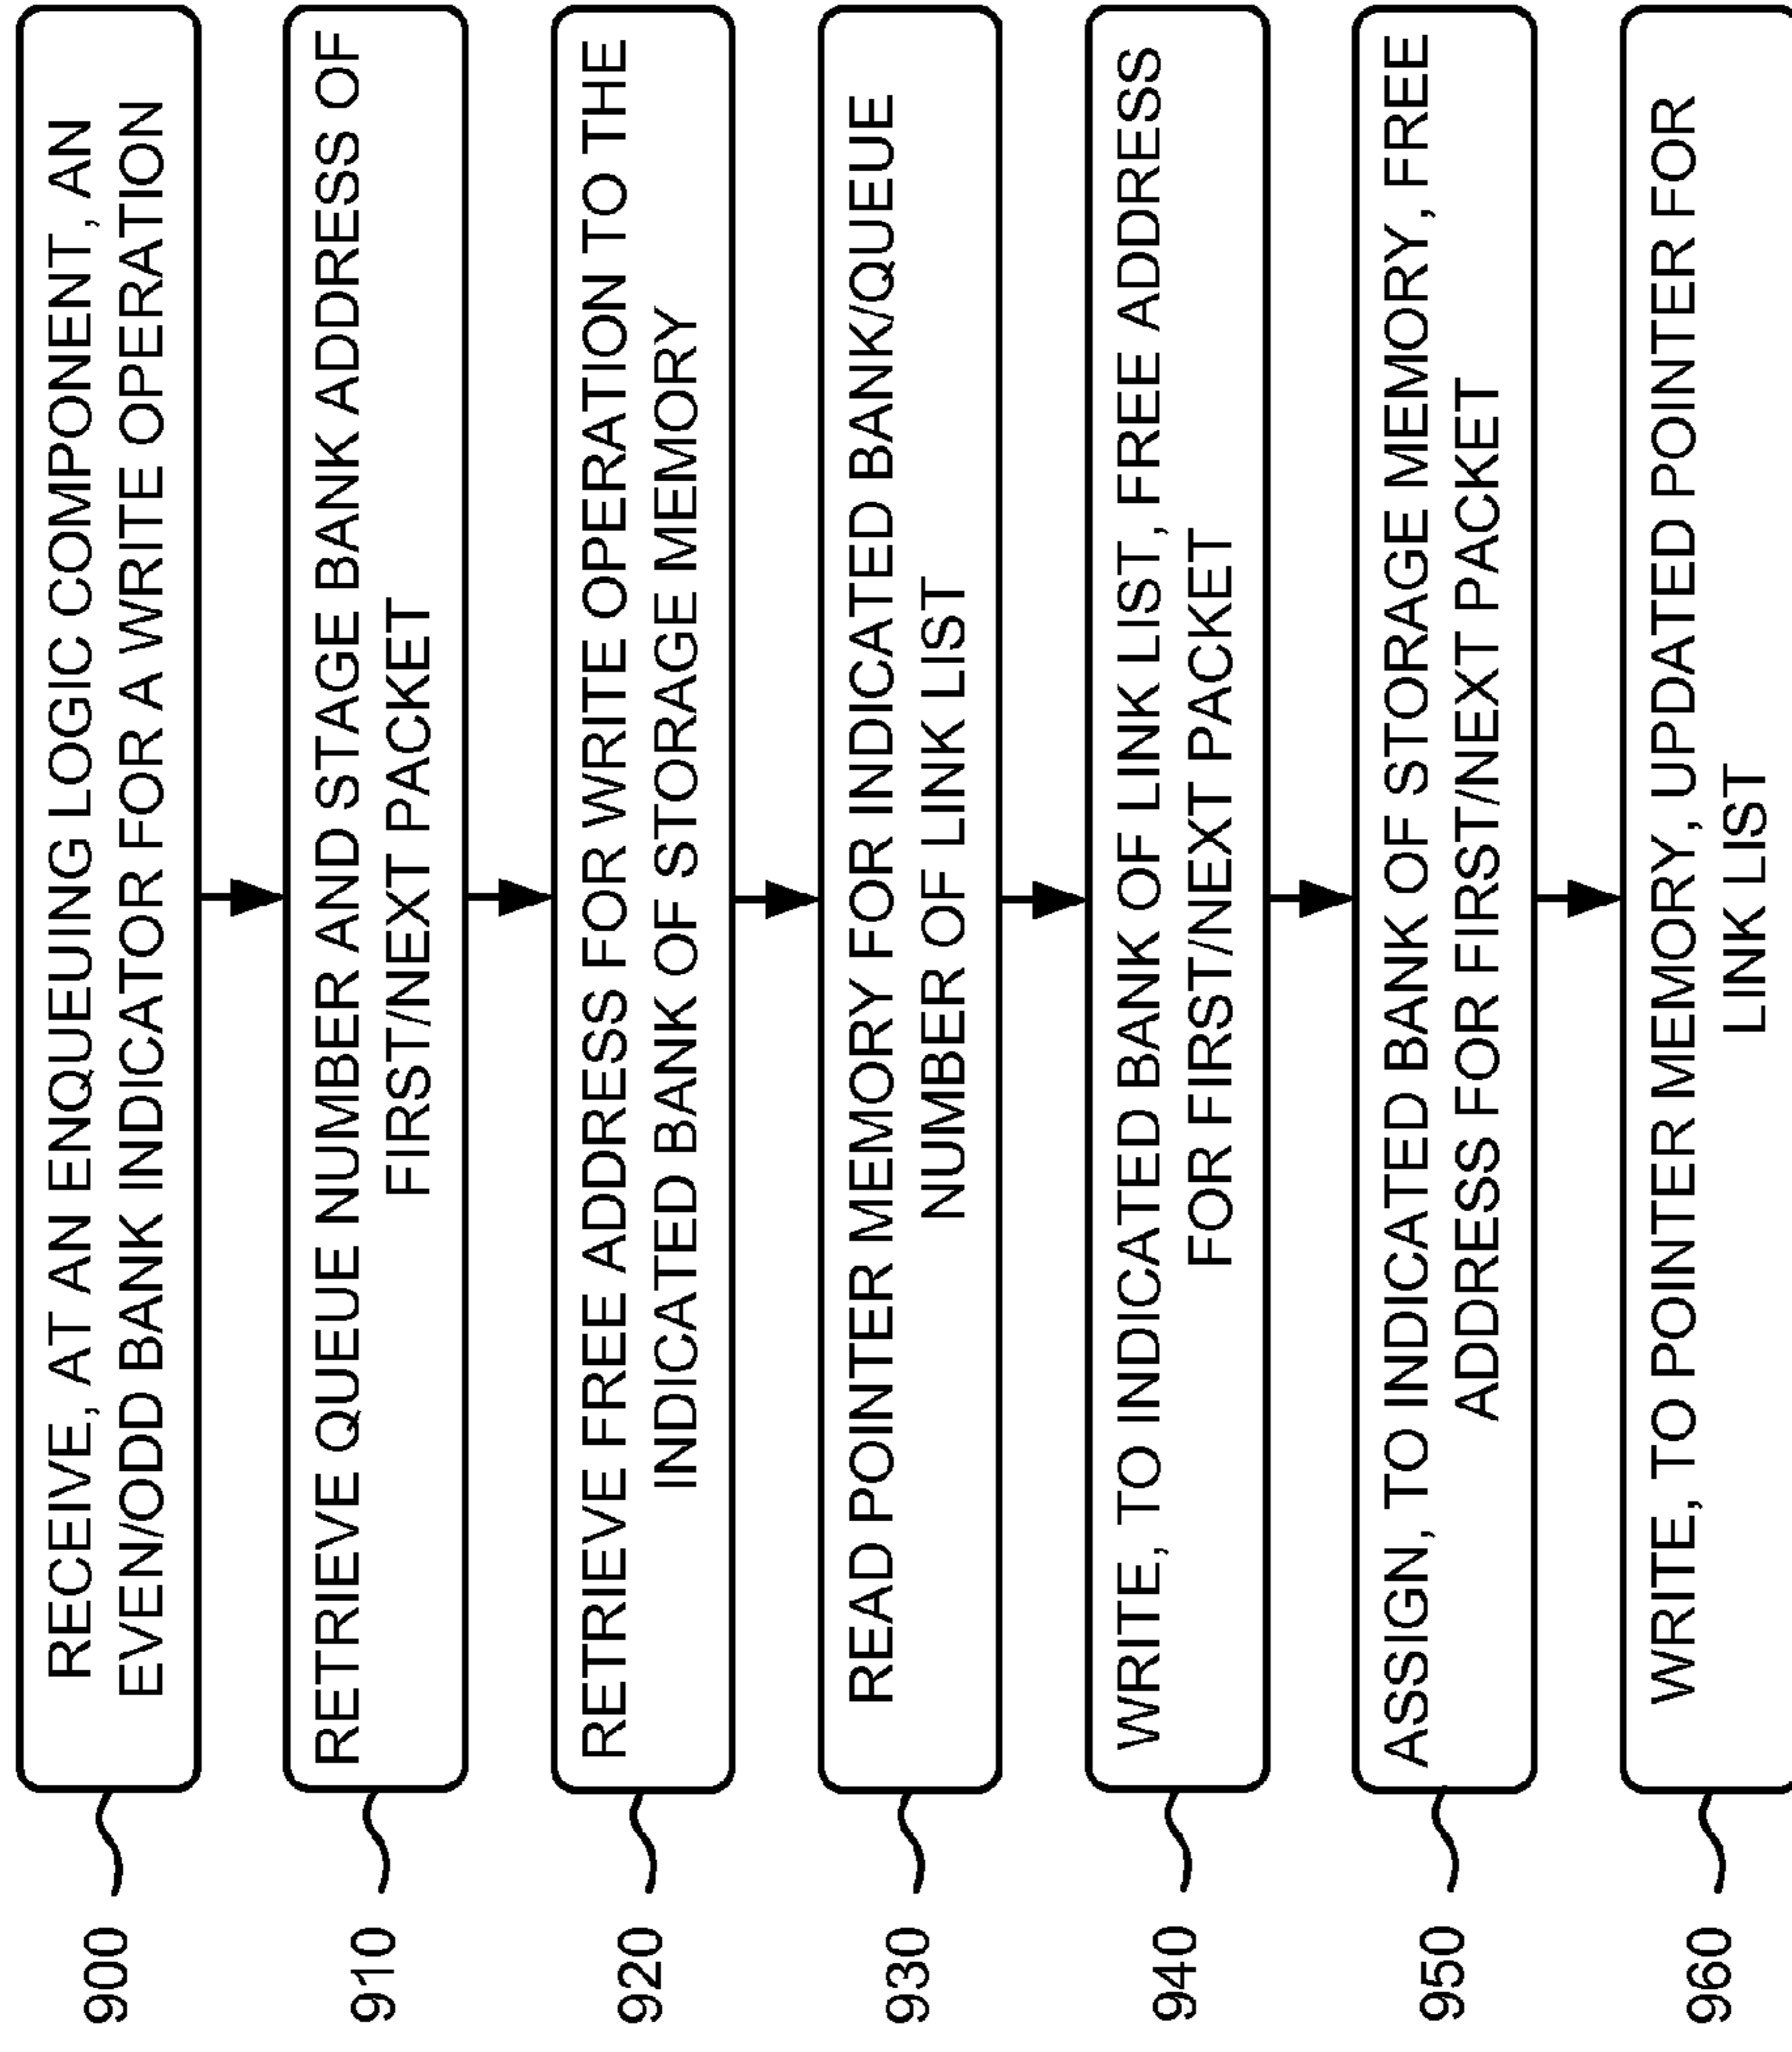 900
RECEIVE, AT AN ENQUEUING LOGIC COMPONENT, AN
EVEN/ODD BANK INDICATOR FOR A WRITE OPERATION
910
RETRIEVE QUEUE NUMBER AND STAGE BANK ADDRESS OF
FIRST/NEXT PACKET
920
RETRIEVE FREE ADDRESS FOR WRITE OPERATION TO THE
INDICATED BANK OF STORAGE MEMORY
930
READ POINTER MEMORY FOR INDICATED BANK/QUEUE
NUMBER OF LINK LIST
940
WRITE, TO INDICATED BANK OF LINK LIST, FREE ADDRESS
FOR FIRST/NEXT PACKET
950
ASSIGN, TO INDICATED BANK OF STORAGE MEMORY, FREE
ADDRESS FOR FIRST/NEXT PACKET
960
WRITE, TO POINTER MEMORY, UPDATED POINTER FOR
LINK LIST